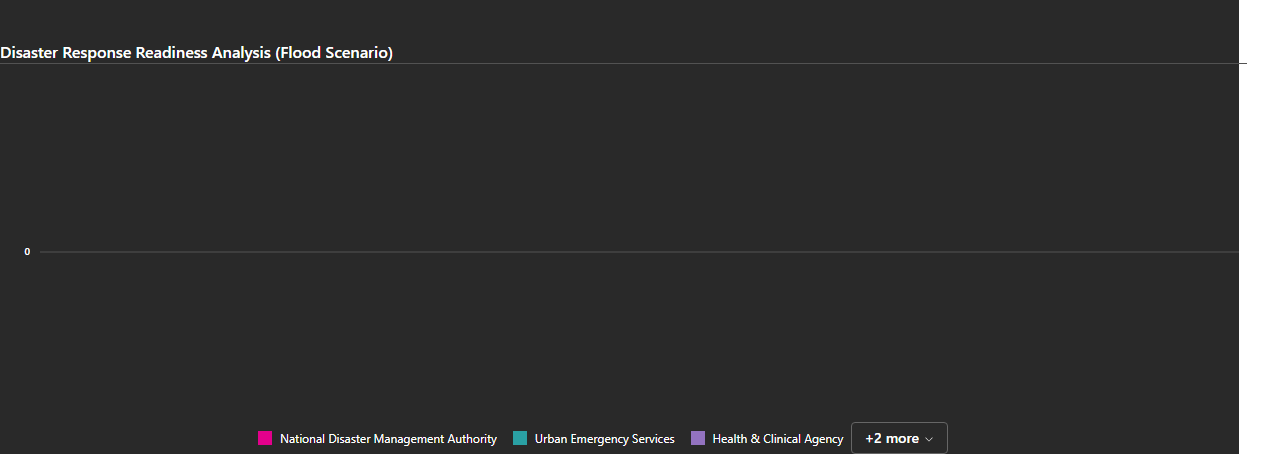 Disaster Response Readiness Analysis (Flood Scenario)
0
National Disaster Management Authority Urban Emergency Services Health & Clinical Agency +2 more